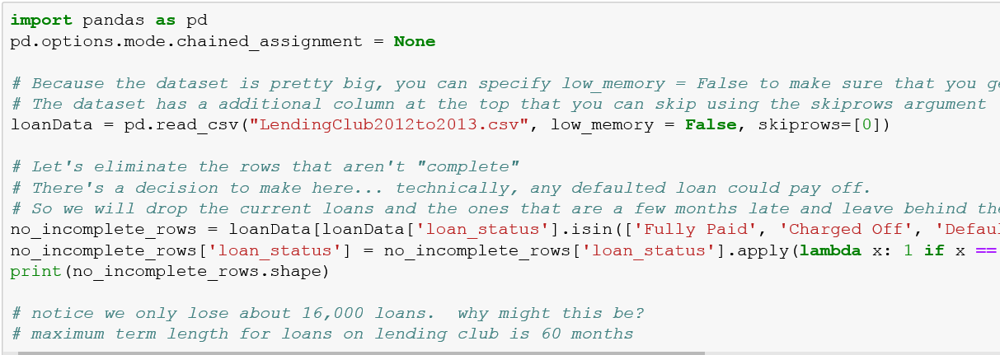 import pandas as pd
pd.options.mode.chained_assignment = None
# Because the dataset is pretty big, you can specify low_memory = False to make sure that you
# The dataset has a additional column at the top that you can skip using the skiprows argument
loanData = pd.read_csv("LendingClub2012to2013.csv", low_memory = False, skiprows=[0])
# Let's eliminate the rows that aren't "complete"
# There's a decision to make here... technically, any defaulted loan could pay off.
# So we will drop the current loans and the ones that are a few months late and leave behind the
no_incomplete_rows = loanData[loanData['loan_status'].isin(['Fully Paid', 'Charged Off', 'Defaul
no_incomplete_rows['loan_status'] = no_incomplete_rows['loan_status'].apply(lambda x: 1 if x ==
print(no_incomplete_rows.shape)
# notice we only lose about 16,000 loans.  why might this be?
# maximum term length for loans on lending club is 60 months